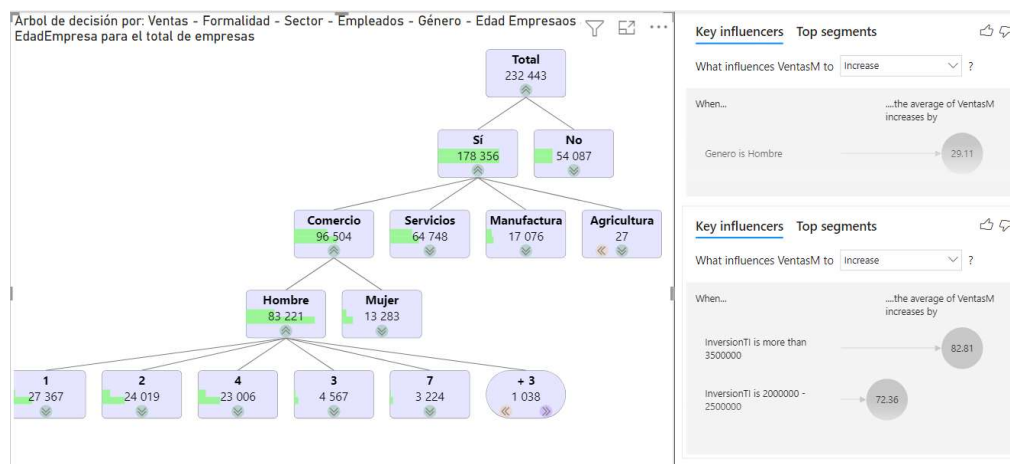 Árbol de decisión por: Ventas - Formalidad - Sector - Empleados - Género - Edad Empresaos
EdadEmpresa para el total de empresas
Total
232 443
Sí
178 356
No
54 087
Comercio
96 504
Servicios
64 748
Manufactura
17 076
Agricultura
27
Hombre
83 221
Mujer
13 283
1
27 367
2
24 019
4
23 006
3
4 567
7
3 224
+ 3
1 038
Key influencers Top segments
What influences VentasM to Increase ?
When...
....the average of VentasM
increases by
Genero is Hombre
29.11
Key influencers Top segments
What influences VentasM to Increase ?
When...
....the average of VentasM
increases by
InversionTI is more than
3500000
82.81
InversionTI is 2000000 -
2500000
72.36